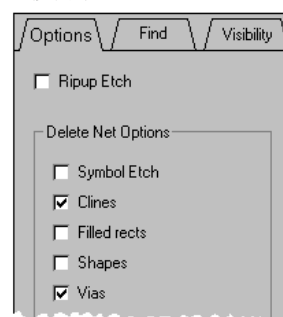 Options Find Visibility
Ripup Etch
Delete Net Options
Symbol Etch
Clines
Filled rects
Shapes
Vias